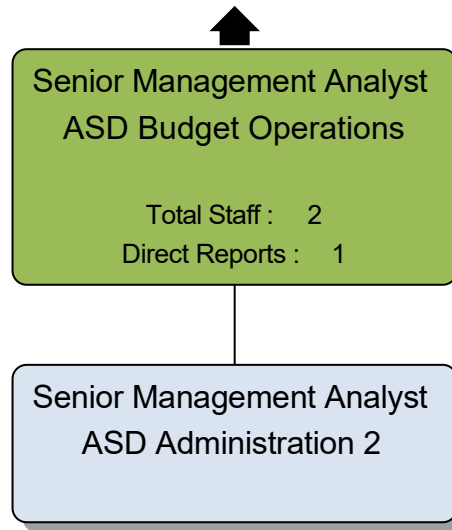 Senior Management Analyst
ASD Budget Operations
Total Staff : 2
Direct Reports : 1
Senior Management Analyst
ASD Administration 2